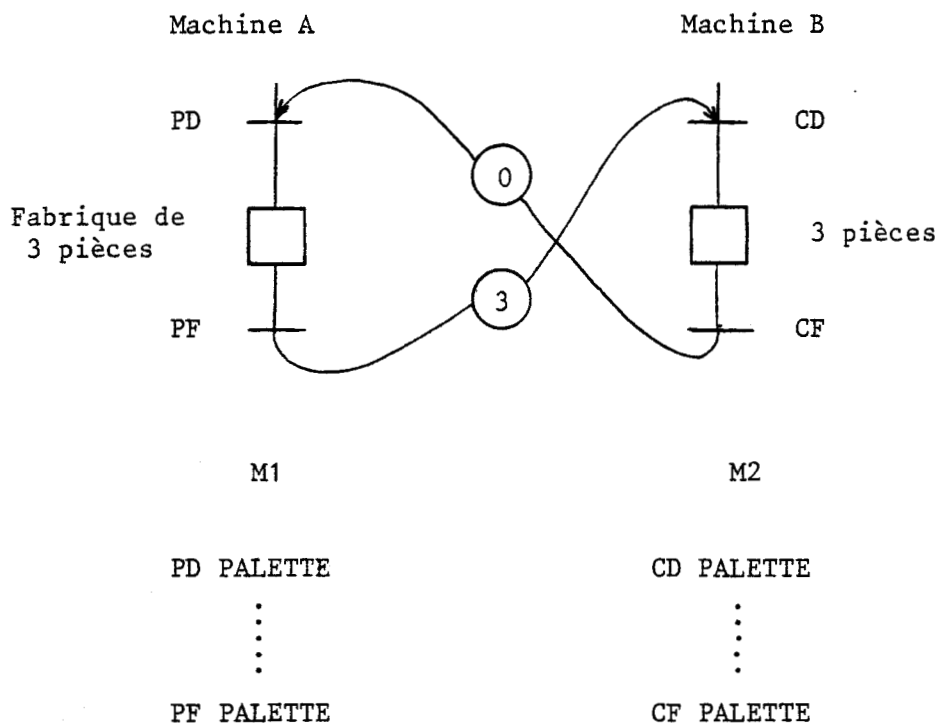 Machine A Machine B
PD CD
0
Fabrique de
3 pièces 3 pièces
3
PF CF
M1 M2
PD PALETTE CD PALETTE
PF PALETTE CF PALETTE